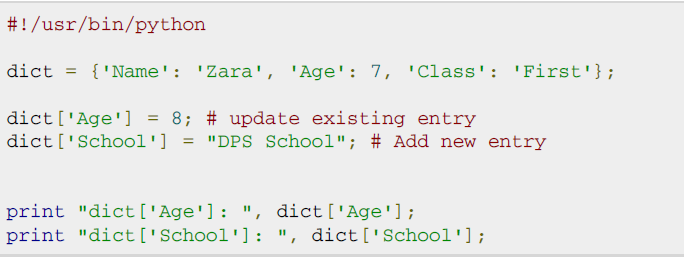 #!/usr/bin/python
dict = {'Name': 'Zara', 'Age': 7, 'Class': 'First'};
dict['Age'] = 8; # update existing entry
dict['School'] = "DPS School"; # Add new entry
print "dict['Age']: ", dict['Age'];
print "dict['School']: ", dict['School'];